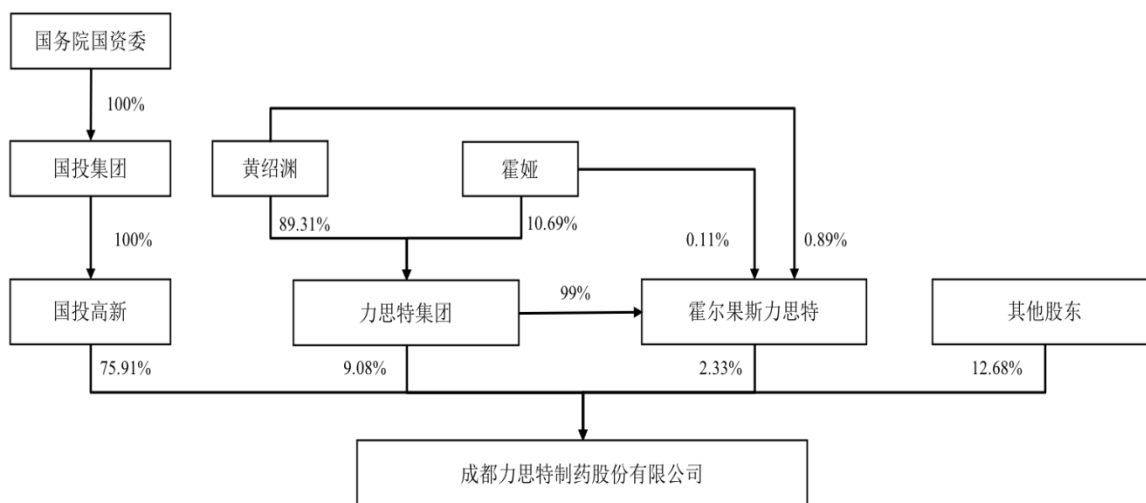 国务院国资委
100%
国投集团
黄绍渊
霍娅
89.31%
10.69%
100%
0.11%
0.89%
国投高新
力思特集团
99%
霍尔果斯力思特
其他股东
75.91%
9.08%
2.33%
12.68%
成都力思特制药股份有限公司